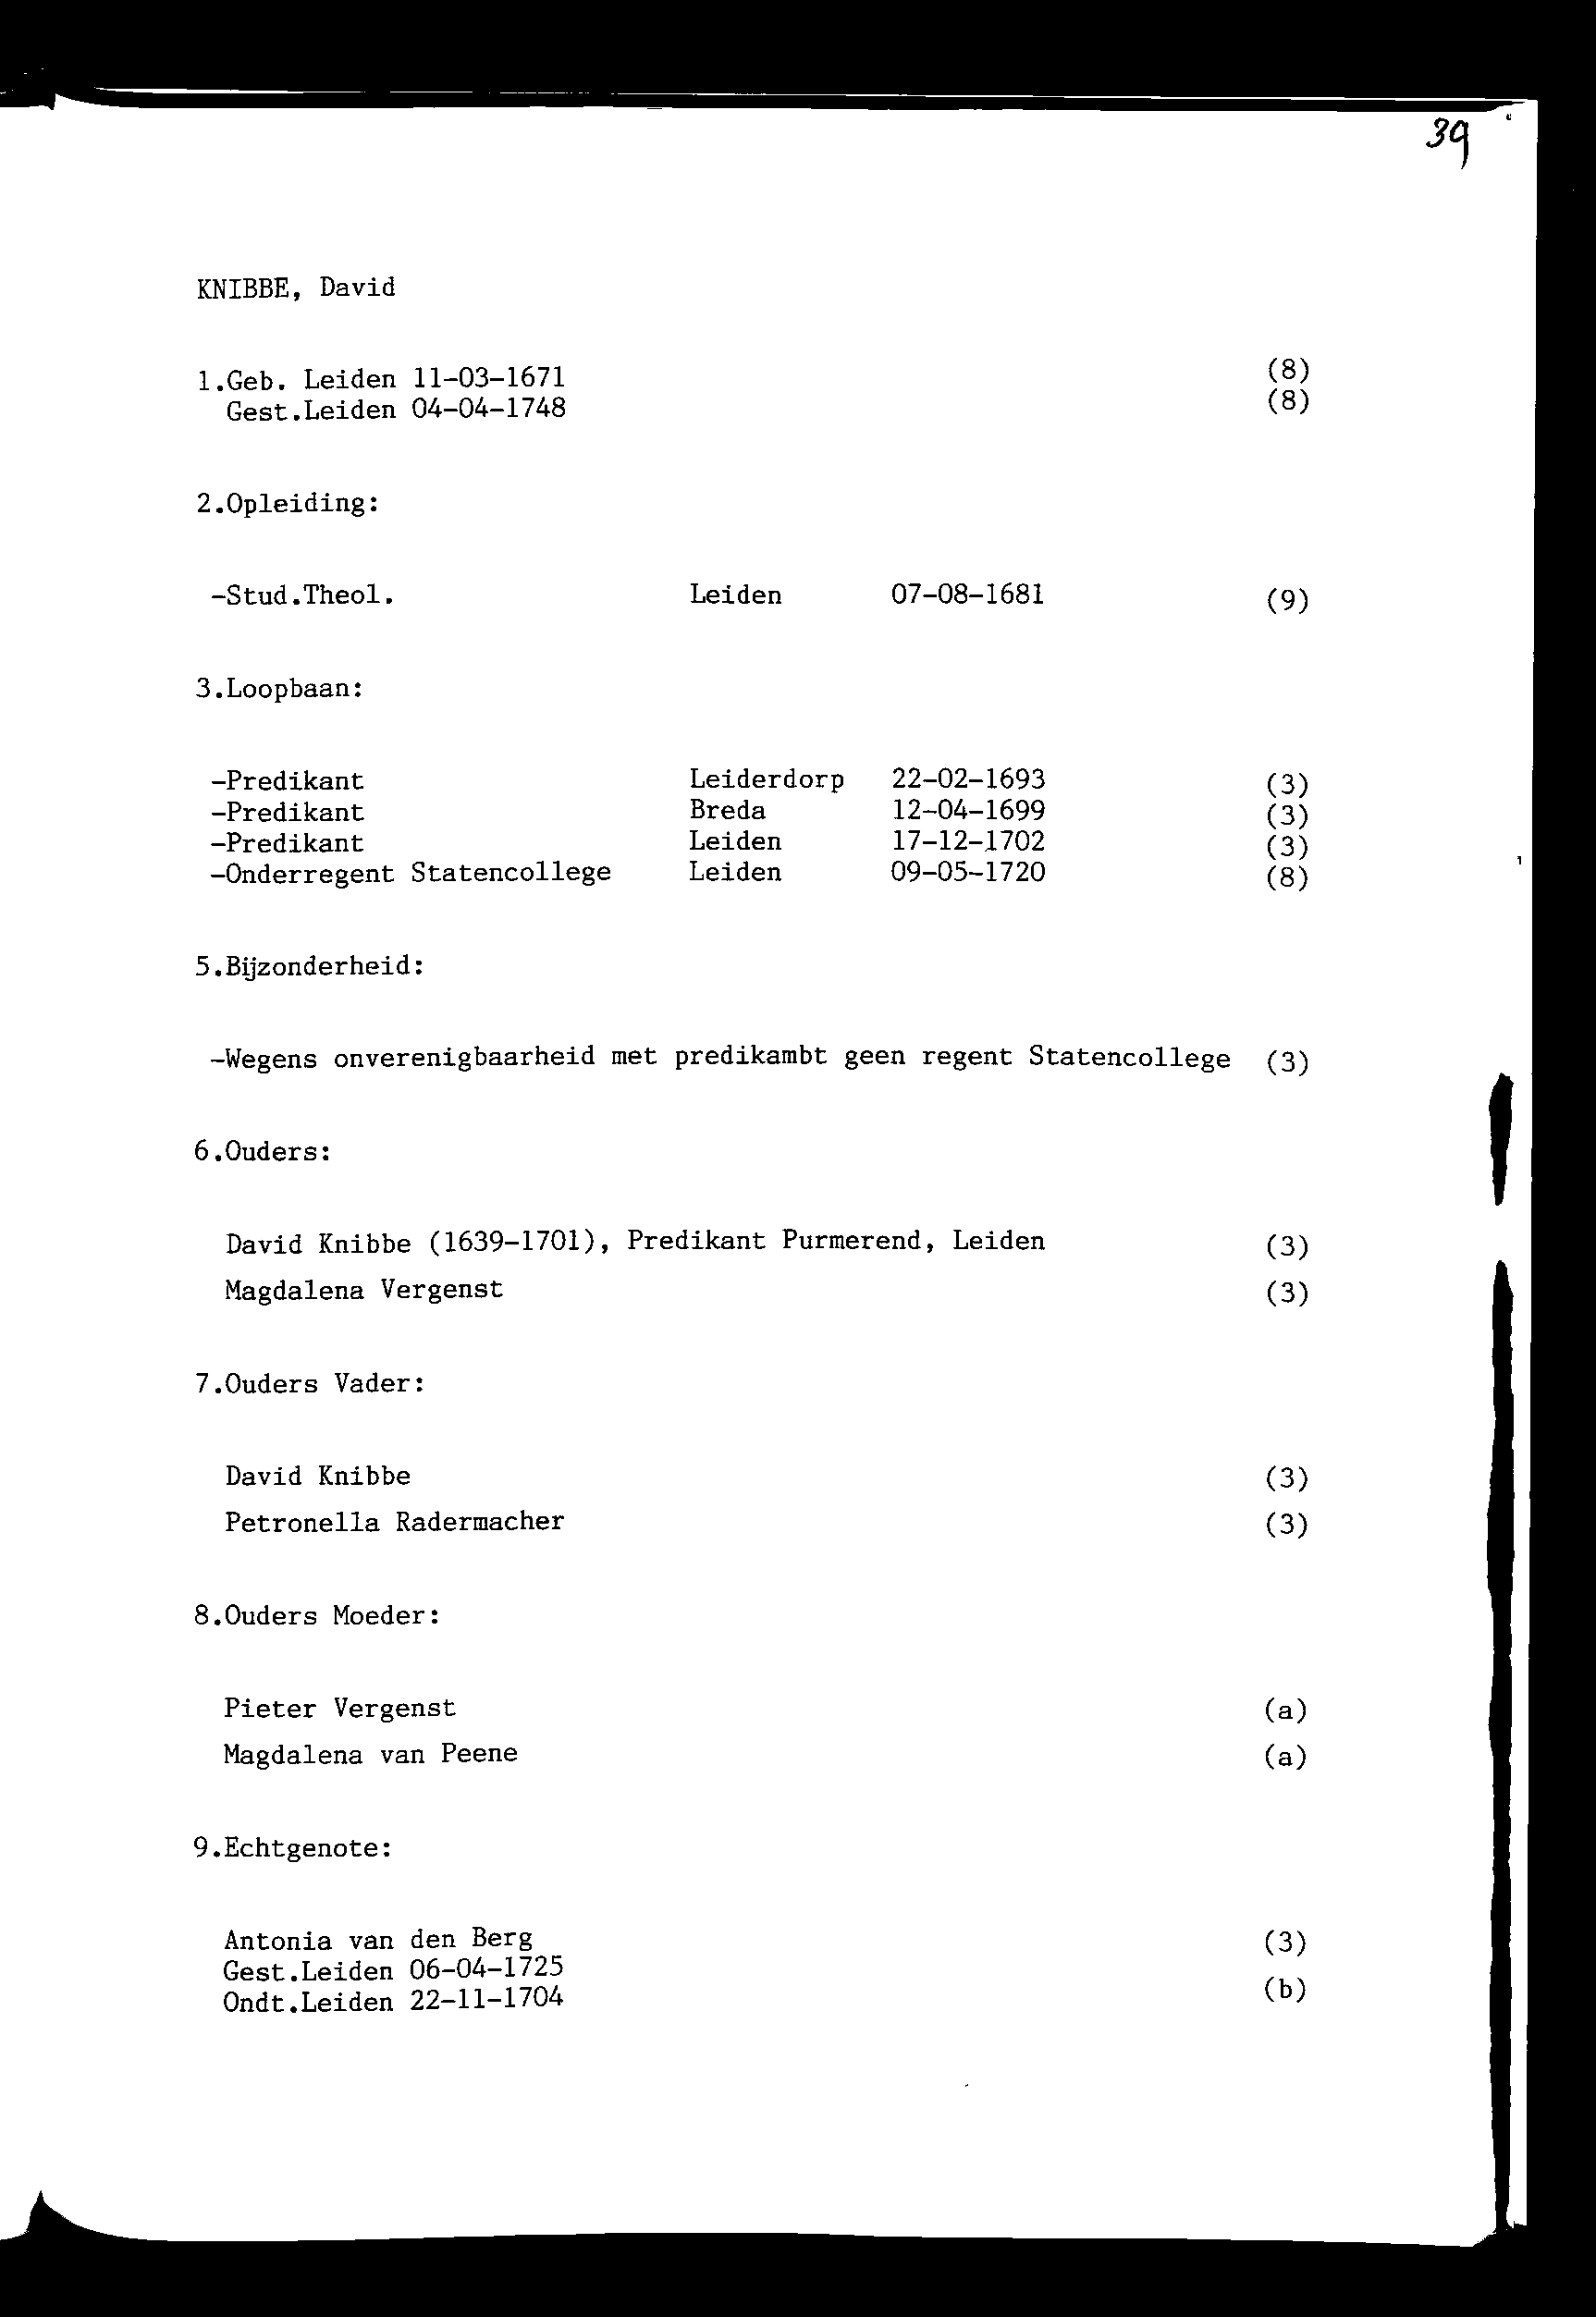 39
KNIBBE, David
1.Geb. Leiden 11-03-1671 (8)
Gest.Leiden 04-04-1748 (8)
2.Opleiding:
-Stud.Theol. Leiden 07-08-1681 (9)
3.Loopbaan:
-Predikant Leiderdorp 22-02-1693 (3)
-Predikant Breda 12-04-1699 (3)
-Predikant Leiden 17-12-1702 (3)
-Onderregent Statencollege Leiden 09-05-1720 (8)
5.Bijzonderheid:
-Wegens onverenigbaarheid met predikambt geen regent Statencollege (3)
6.Ouders:
David Knibbe (1639-1701), Predikant Purmerend, Leiden (3)
Magdalena Vergenst (3)
7.Ouders Vader:
David Knibbe (3)
Petronella Radermacher (3)
8.Ouders Moeder:
Pieter Vergenst (a)
Magdalena van Peene (a)
9.Echtgenote:
Antonia van den Berg (3)
Gest.Leiden 06-04-1725
Ondt.Leiden 22-11-1704 (b)